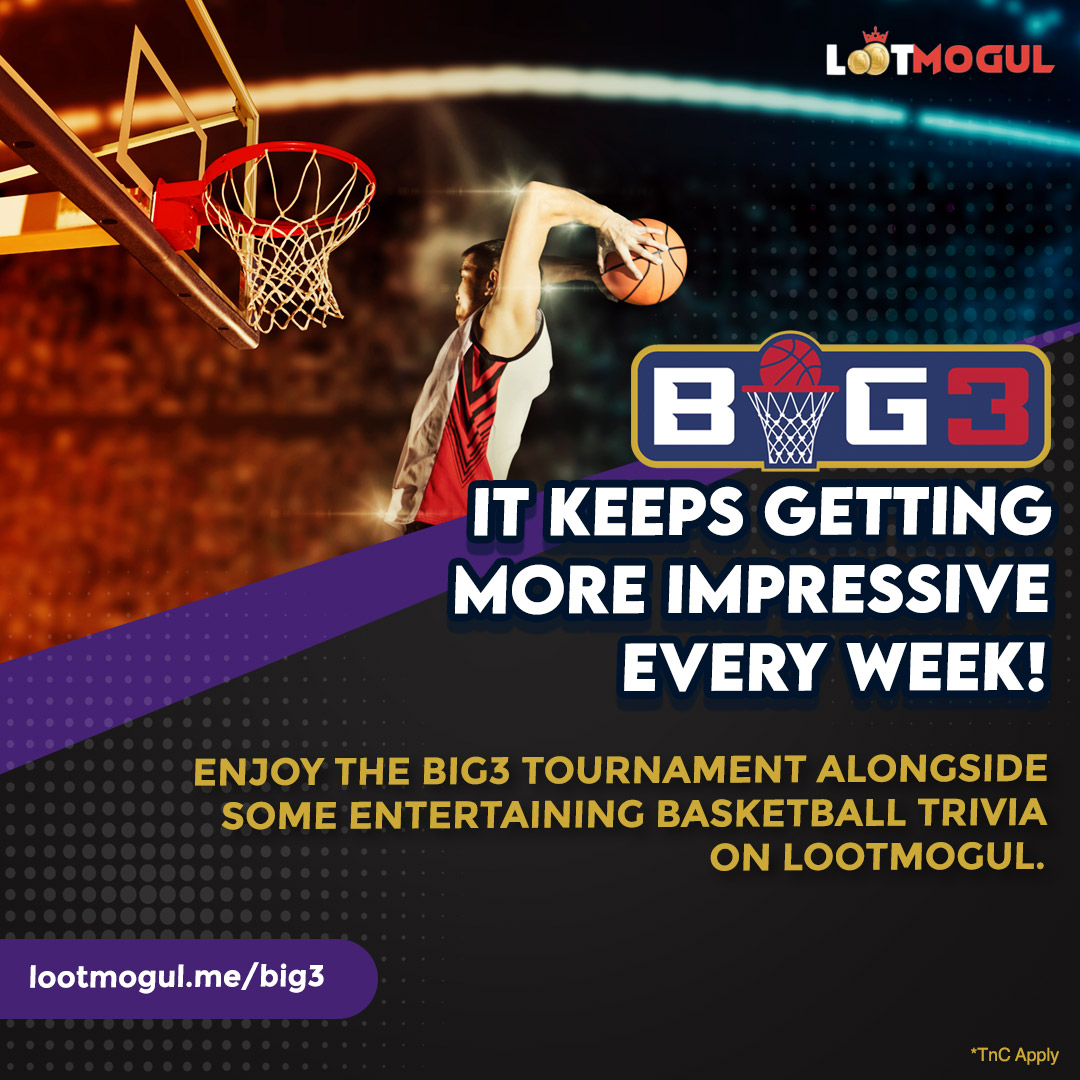 LOOTMOGUL
BIG3
IT KEEPS GETTING
MORE IMPRESSIVE
EVERY WEEK!
ENJOY THE BIG3 TOURNAMENT ALONGSIDE
SOME ENTERTAINING BASKETBALL TRIVIA
ON LOOTMOGUL.
lootmogul.me/big3
*TnC Apply